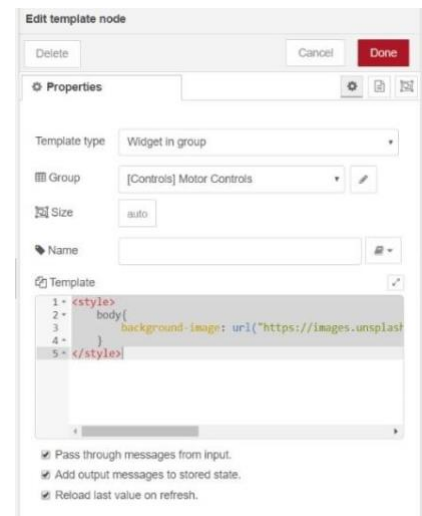 Edit template node
Delete Cancel Done
Properties
Template type Widget in group
Group [Controls] Motor Controls
Size auto
Name
Template
1 <style>
2 body{
3 background-image: url("https://images.unsplash
4 }
5 </style>
Pass through messages from input.
Add output messages to stored state.
Reload last value on refresh.